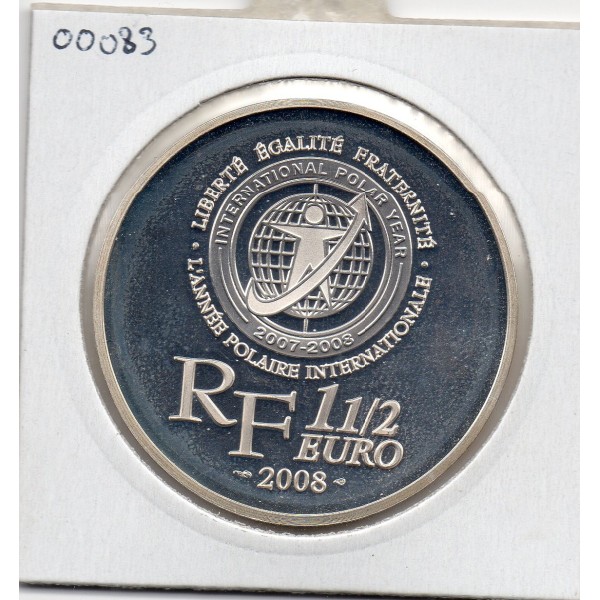 00083
· LIBERTÉ ÉGALITÉ FRATERNITÉ ·
INTERNATIONAL POLAR YEAR
2007-2008
L'ANNÉE POLAIRE INTERNATIONALE
RF 1 1/2
EURO
2008